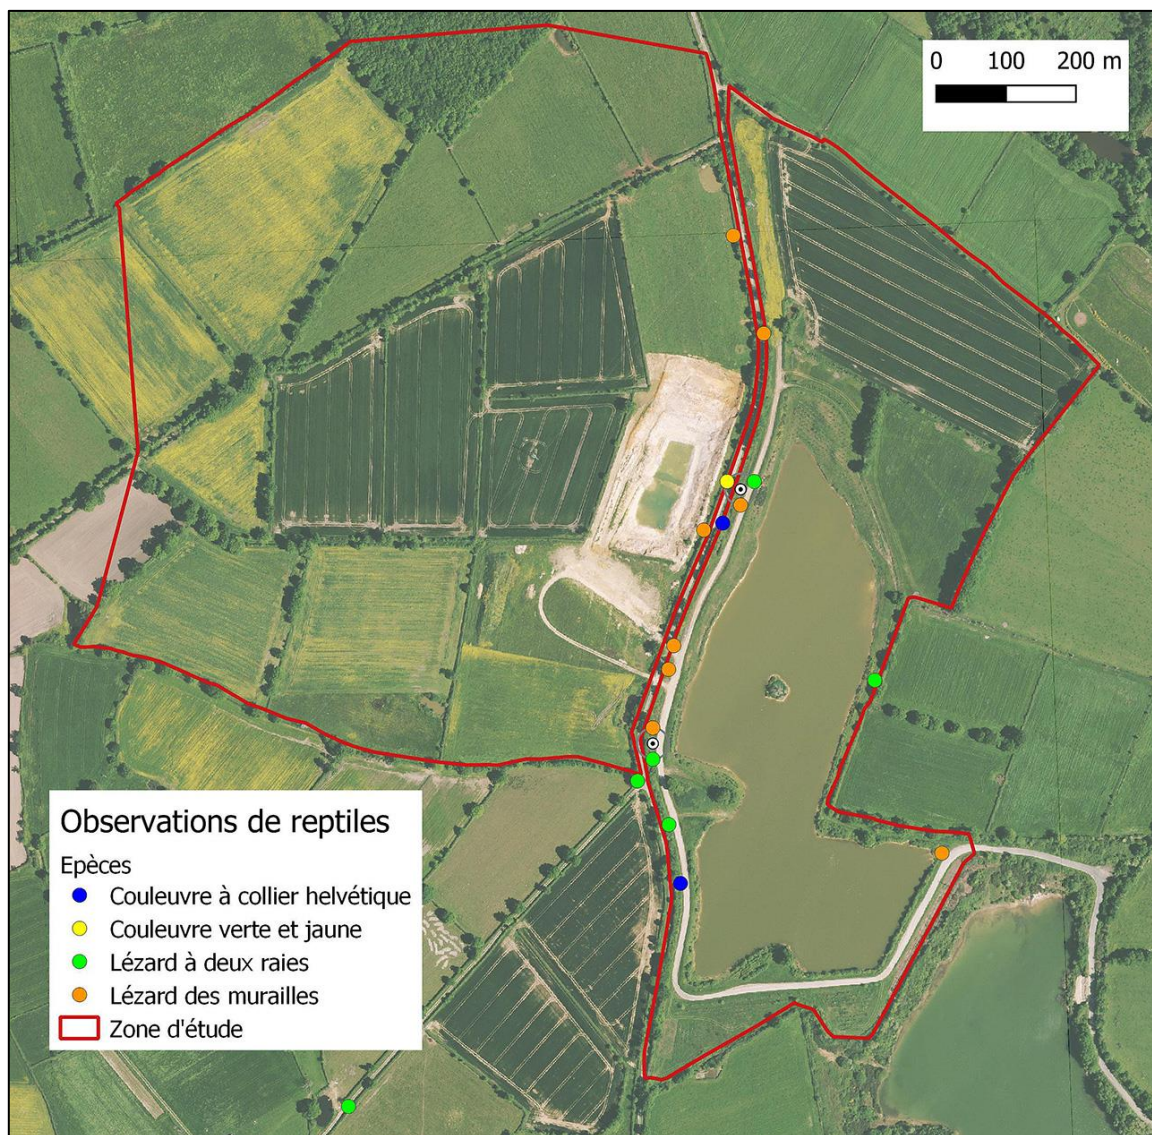 0 100 200 m
Observations de reptiles
Epèces
Couleuvre à collier helvétique
Couleuvre verte et jaune
Lézard à deux raies
Lézard des murailles
Zone d'étude